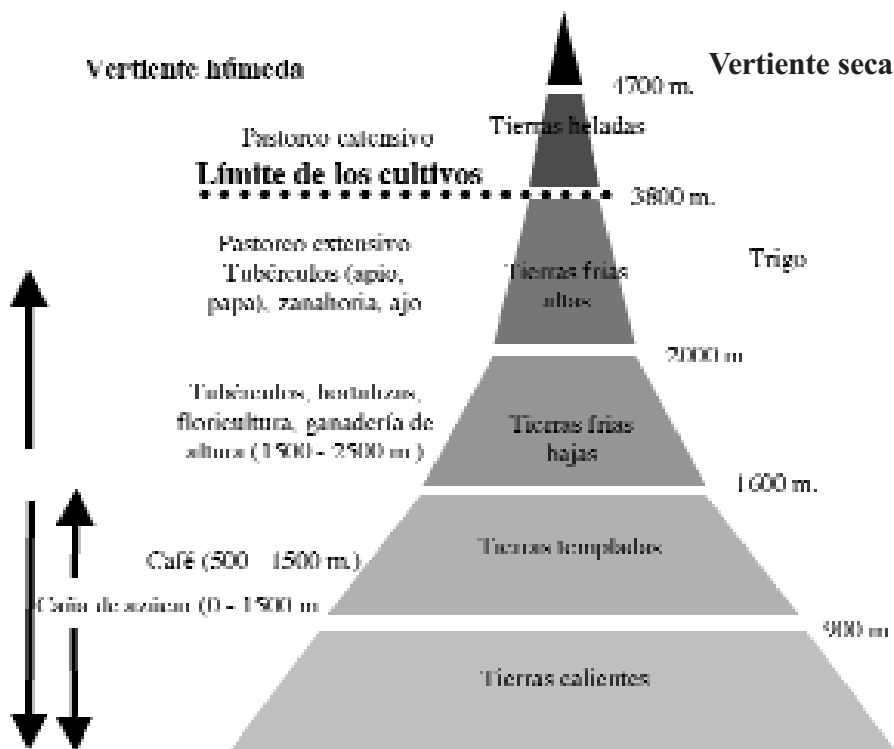 Vertiente húmeda
Vertiente seca
4700 m.
Tierras heladas
Pastoreo extensivo
Límite de los cultivos
3800 m.
Pastoreo extensivo
Tubérculos (apio,
papa), zanahoria, ajo
Tierras frías
altas
Trigo
2000 m
Tubérculos, hortalizas,
floricultura, ganadería de
altura (1500 - 2500 m.)
Tierras frías
bajas
1600 m.
Café (500 - 1500 m.)
Tierras templadas
Caña de azúcar (0 - 1500 m
900 m
Tierras calientes